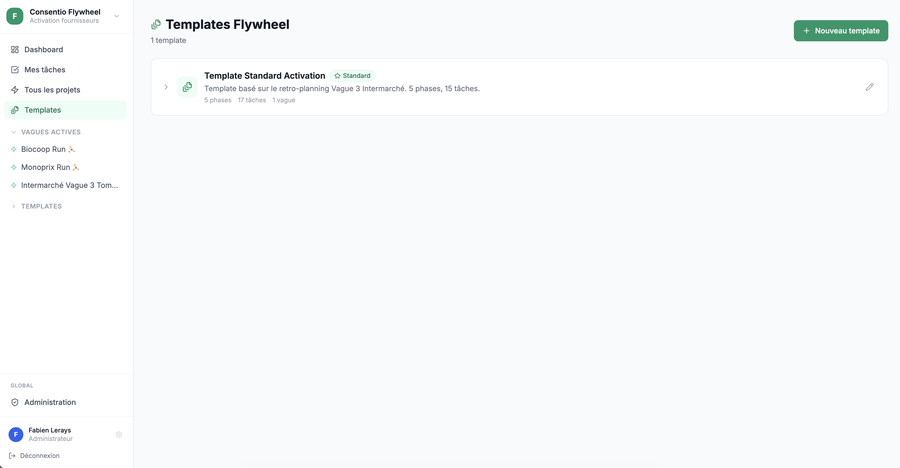 F
Consentio Flywheel
Activation fournisseurs
Dashboard
Mes tâches
Tous les projets
Templates
VAGUES ACTIVES
Biocoop Run
Monoprix Run
Intermarché Vague 3 Tom...
TEMPLATES
GLOBAL
Administration
F
Fabien Lerays
Administrateur
Déconnexion
Templates Flywheel
1 template
Nouveau template
Template Standard Activation Standard
Template basé sur le retro-planning Vague 3 Intermarché. 5 phases, 15 tâches.
5 phases 17 tâches 1 vague